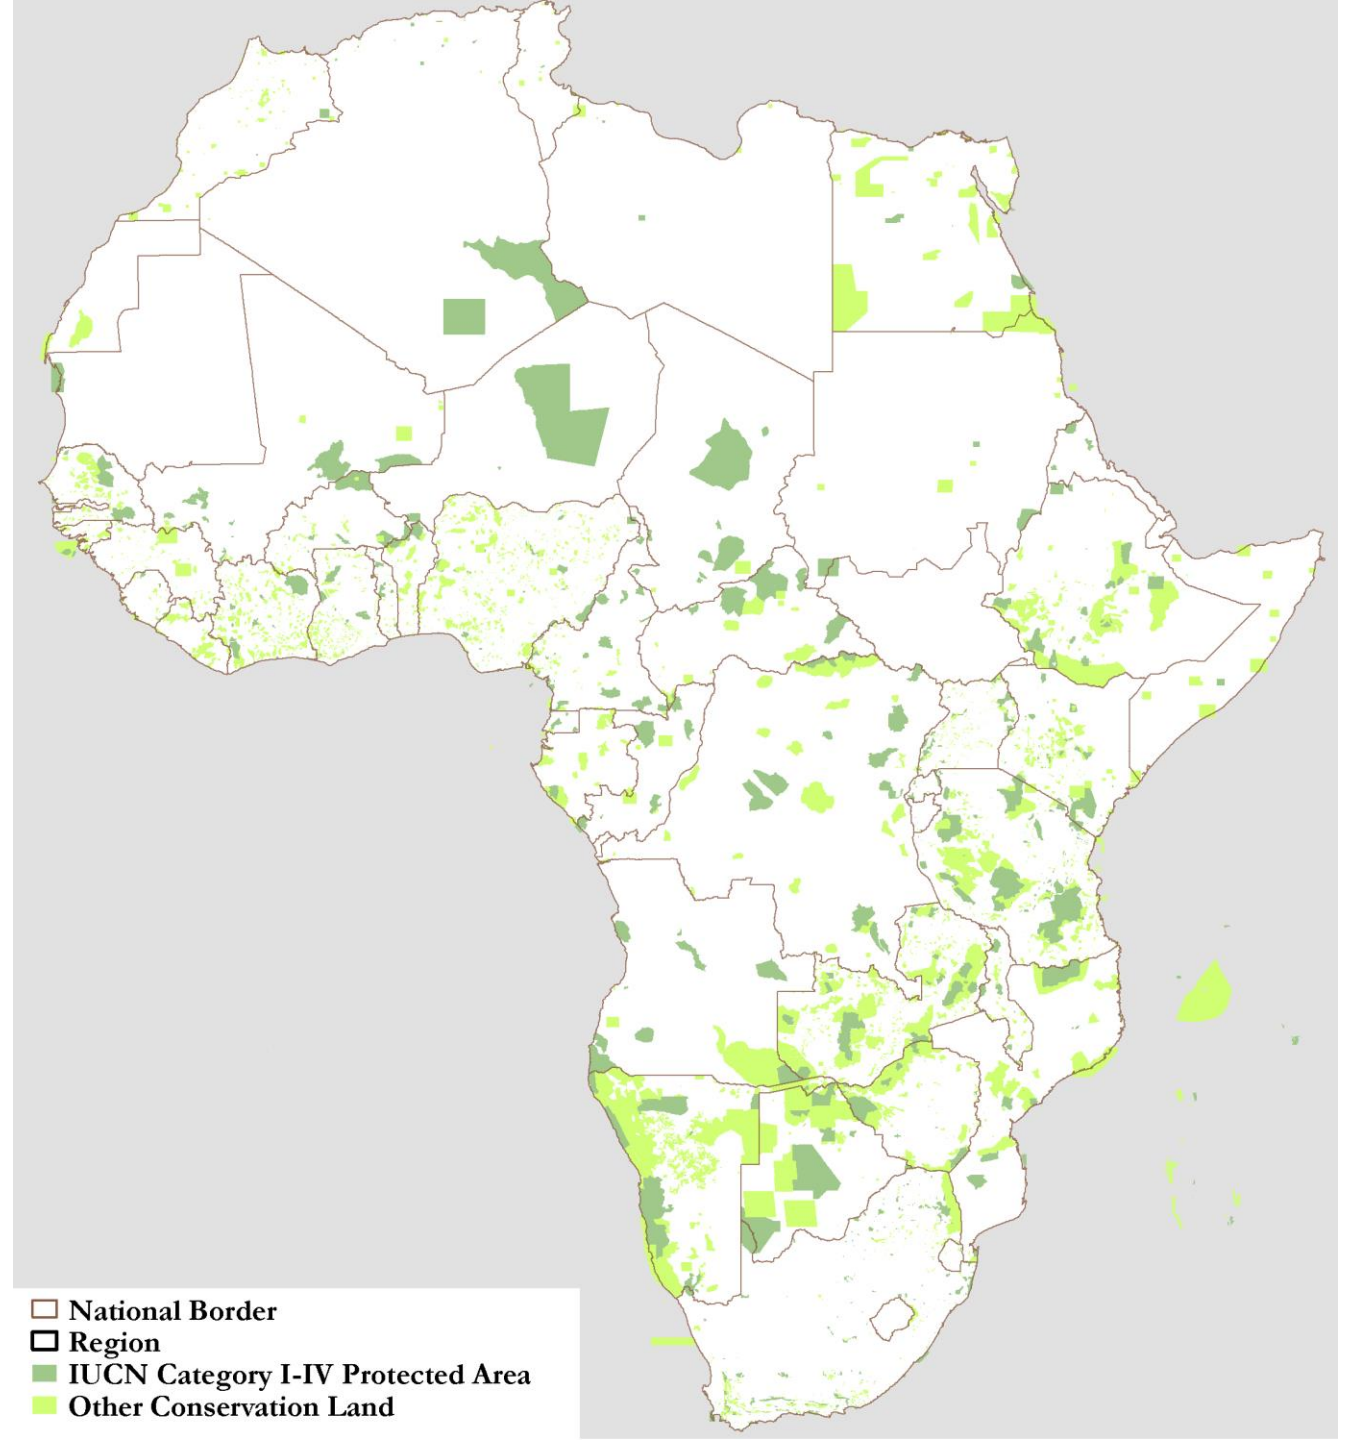 National Border
Region
IUCN Category I-IV Protected Area
Other Conservation Land